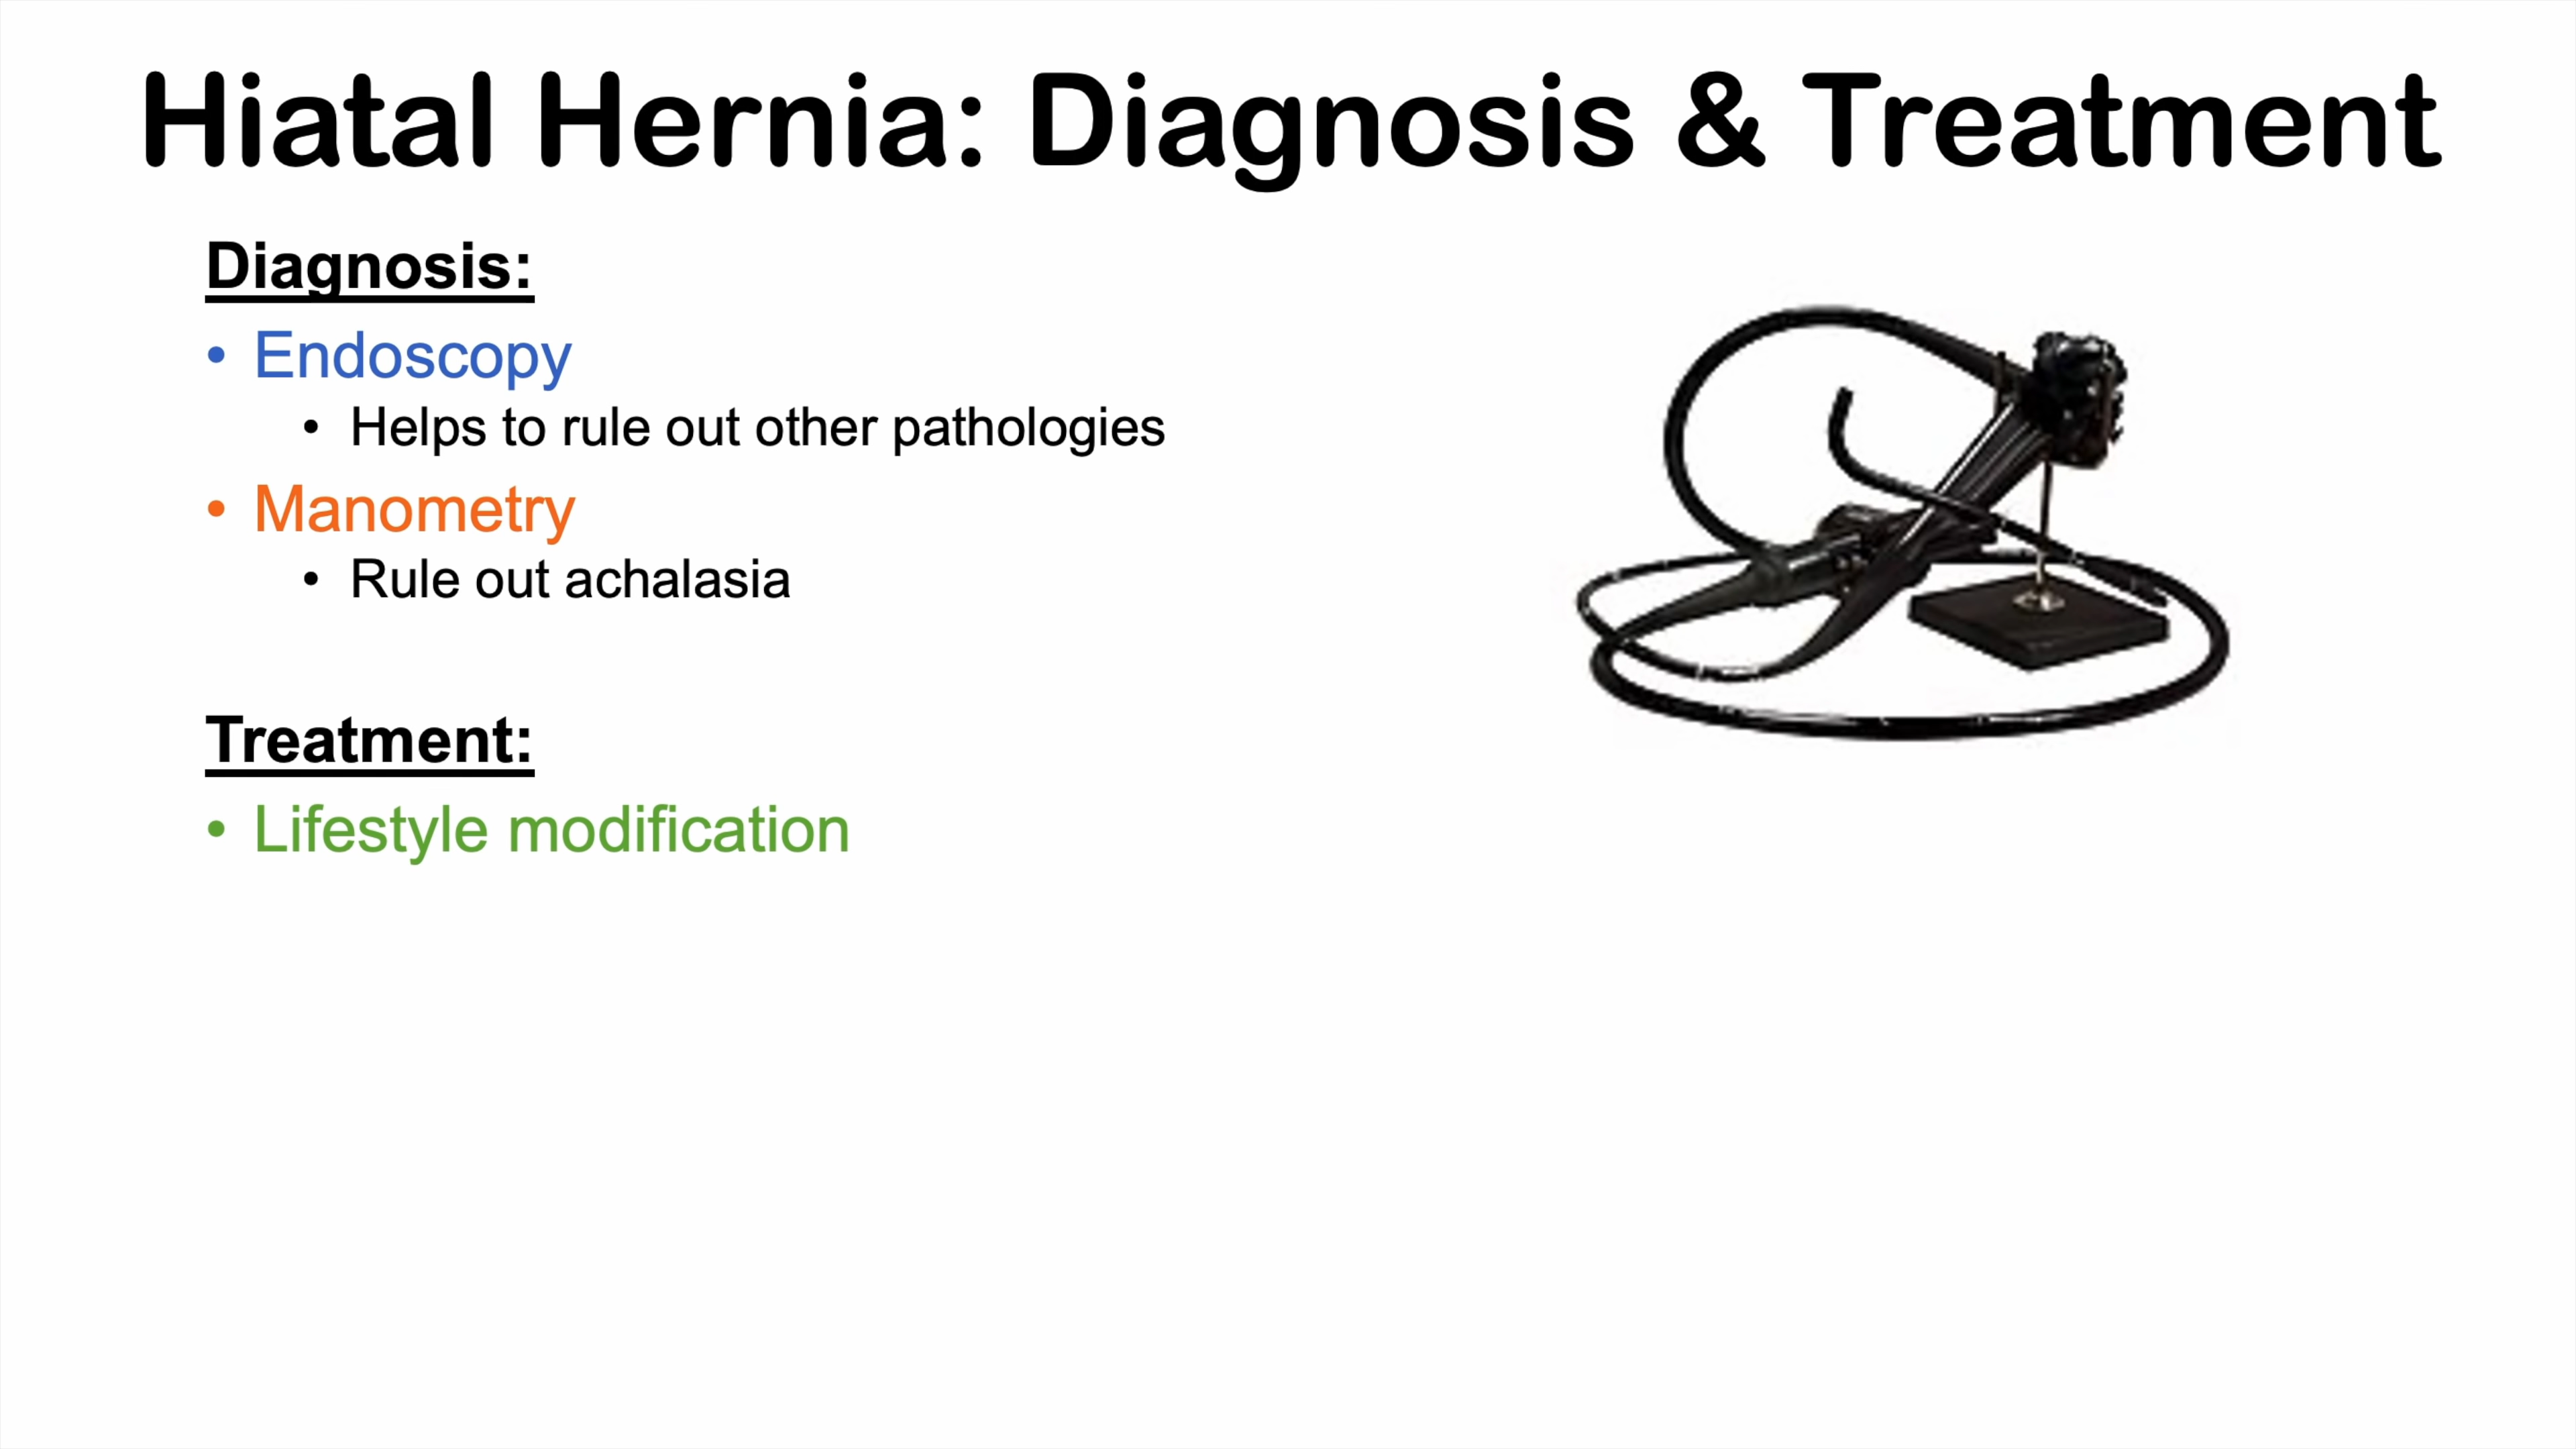 Hiatal Hernia: Diagnosis & Treatment
Diagnosis:
• Endoscopy
• Helps to rule out other pathologies
• Manometry
• Rule out achalasia
Treatment:
• Lifestyle modification